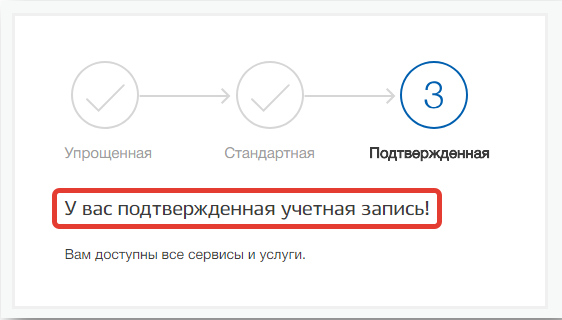 3
Упрощенная Стандартная Подтвержденная
У вас подтвержденная учетная запись!
Вам доступны все сервисы и услуги.